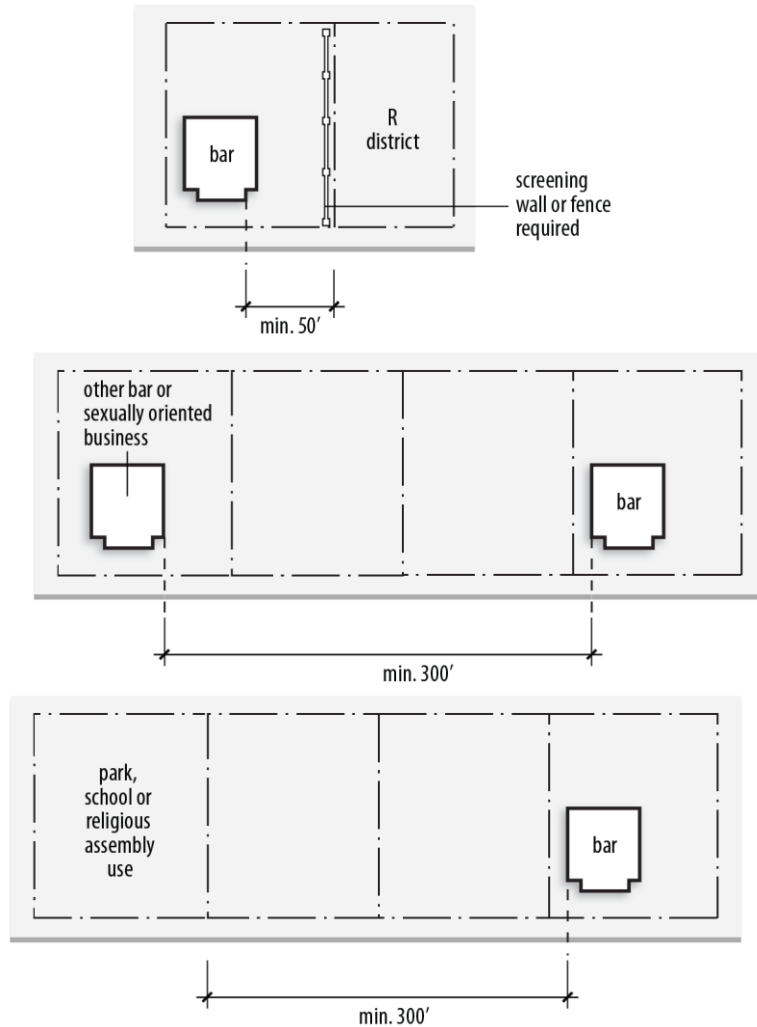 bar
R
district
screening
wall or fence
required
min. 50′
other bar or
sexually oriented
business
bar
min. 300′
park,
school or
religious
assembly
use
bar
min. 300′